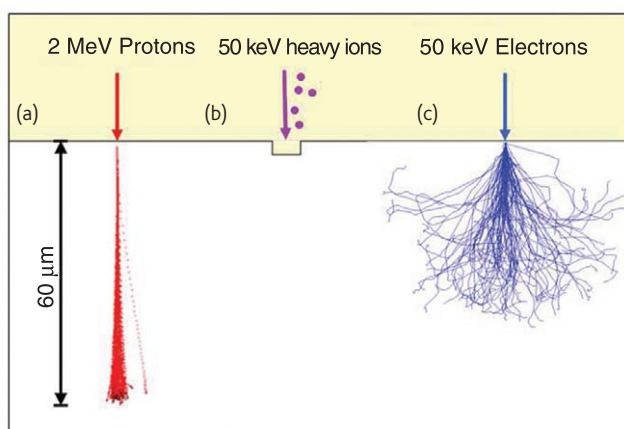 2 MeV Protons
50 keV heavy ions
50 keV Electrons
(a)
(b)
(c)
60 μm